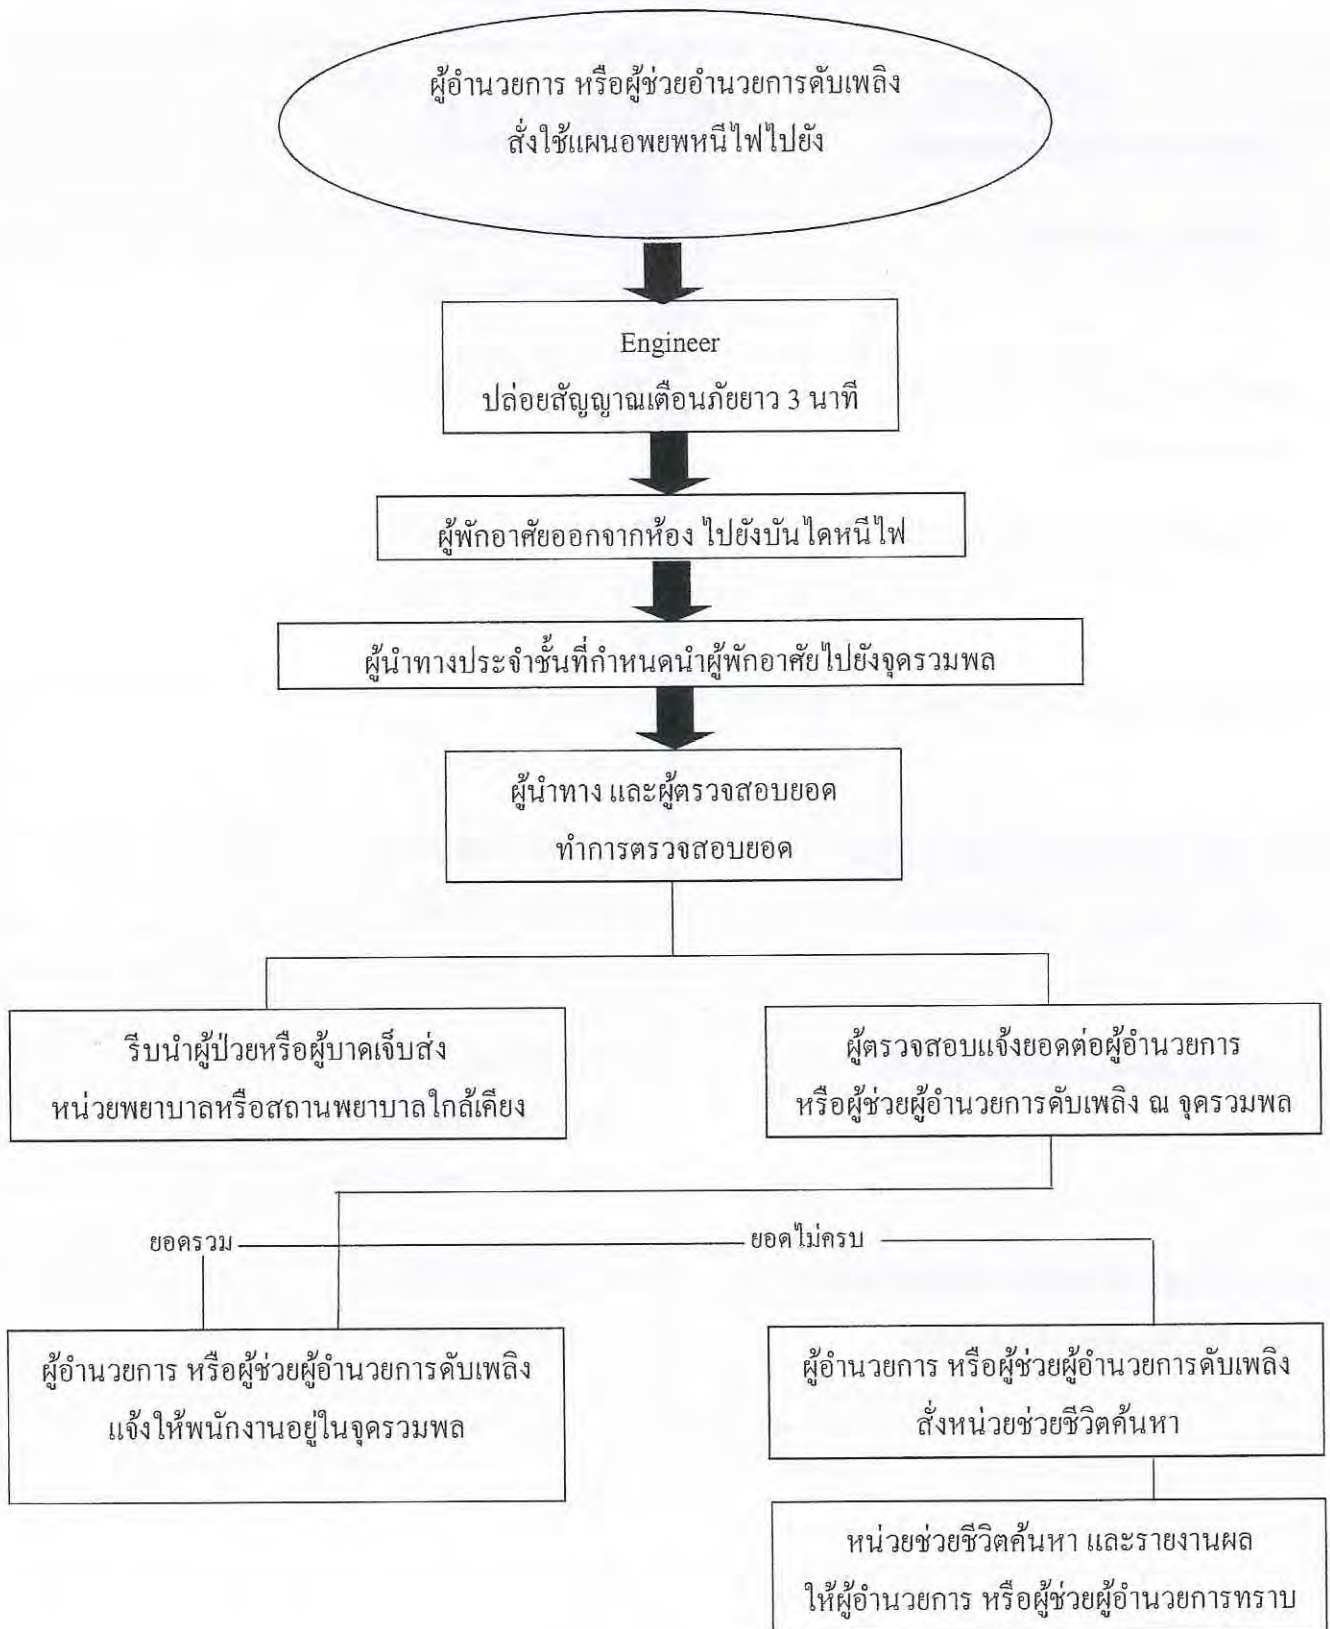 ผู้อำนวยการ หรือผู้ช่วยอำนวยการดับเพลิง
สั่งใช้แผนอพยพหนีไฟไปยัง
Engineer
ปล่อยสัญญาณเตือนภัยยาว 3 นาที
ผู้พักอาศัยออกจากห้อง ไปยังบันไดหนีไฟ
ผู้นำทางประจำชั้นที่กำหนดนำผู้พักอาศัยไปยังจุดรวมพล
ผู้นำทาง และผู้ตรวจสอบยอด
ทำการตรวจสอบยอด
รีบนำผู้ป่วยหรือผู้บาดเจ็บส่ง
หน่วยพยาบาลหรือสถานพยาบาลใกล้เคียง
ผู้ตรวจสอบแจ้งยอดต่อผู้อำนวยการ
หรือผู้ช่วยผู้อำนวยการดับเพลิง ณ จุดรวมพล
ยอดรวม
ยอดไม่ครบ
ผู้อำนวยการ หรือผู้ช่วยผู้อำนวยการดับเพลิง
แจ้งให้พนักงานอยู่ในจุดรวมพล
ผู้อำนวยการ หรือผู้ช่วยผู้อำนวยการดับเพลิง
สั่งหน่วยช่วยชีวิตค้นหา
หน่วยช่วยชีวิตค้นหา และรายงานผล
ให้ผู้อำนวยการ หรือผู้ช่วยผู้อำนวยการทราบ